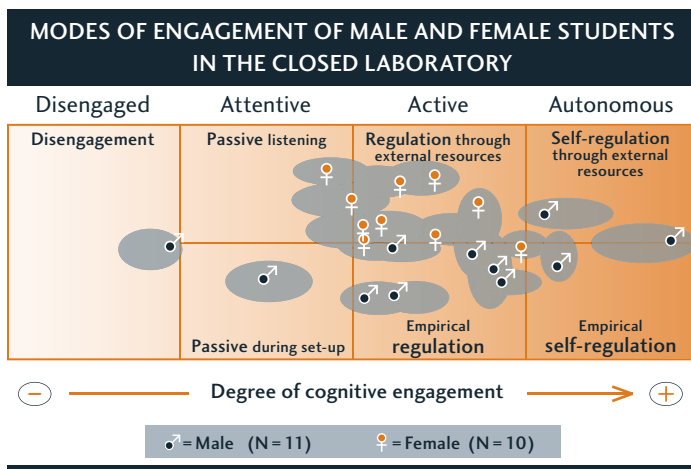 MODES OF ENGAGEMENT OF MALE AND FEMALE STUDENTS
IN THE CLOSED LABORATORY
Disengaged
Attentive
Active
Autonomous
Disengagement
Passive listening
Regulation through
external resources
Self-regulation
through external
resources
Passive during set-up
Empirical
regulation
Empirical
self-regulation
− Degree of cognitive engagement +
♂ = Male (N = 11)
♀ = Female (N = 10)